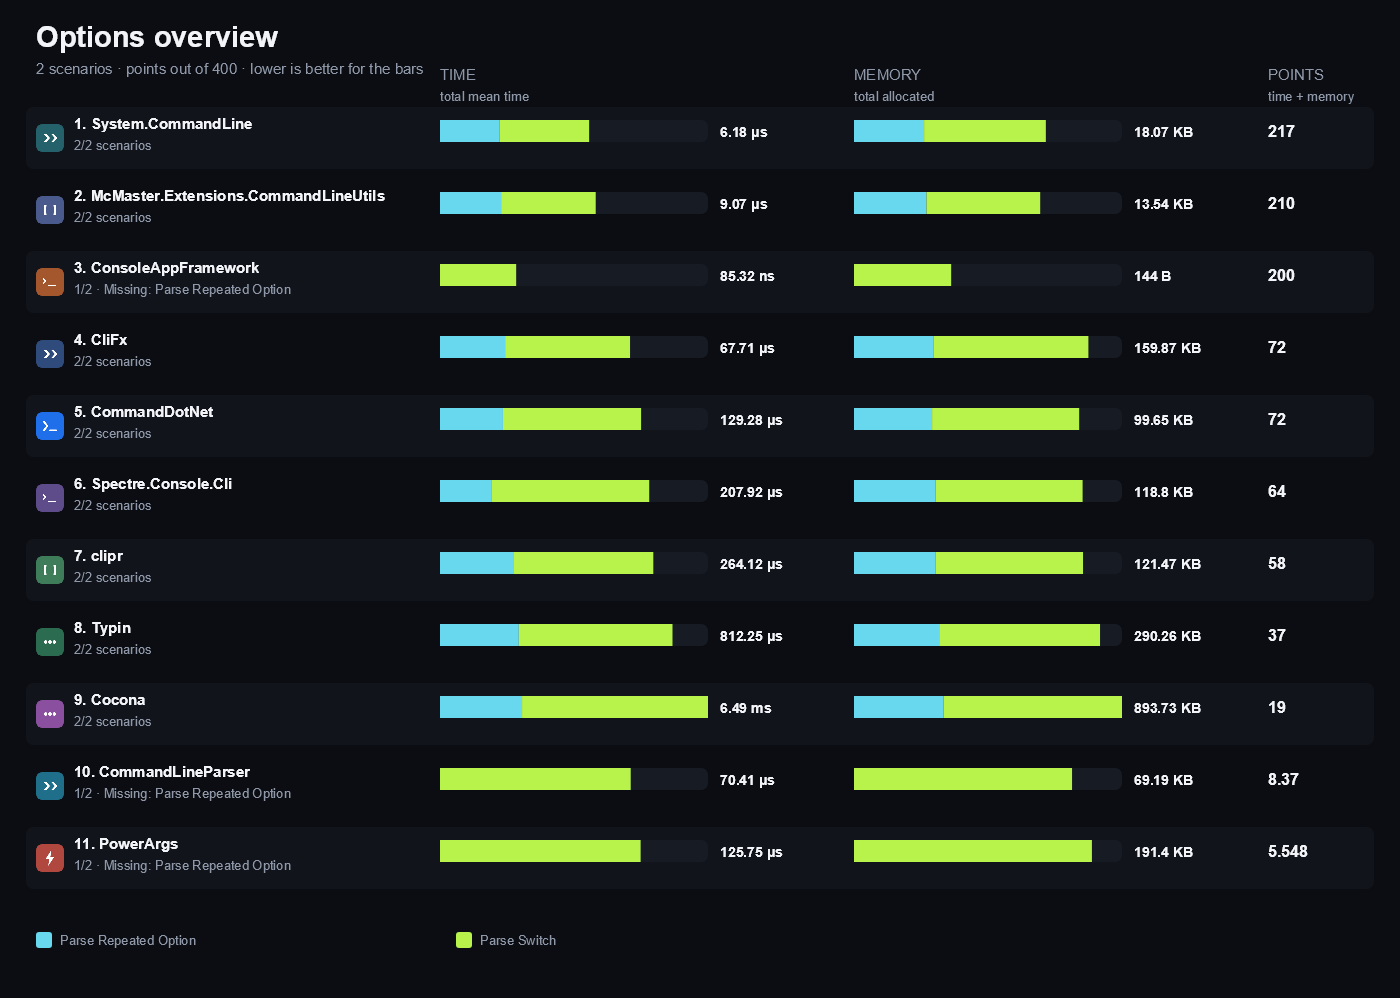 Options overview
2 scenarios · points out of 400 · lower is better for the bars
TIME
total mean time
MEMORY
total allocated
POINTS
time + memory
1. System.CommandLine
2/2 scenarios
6.18 µs
18.07 KB
217
2. McMaster.Extensions.CommandLineUtils
2/2 scenarios
9.07 µs
13.54 KB
210
3. ConsoleAppFramework
1/2 · Missing: Parse Repeated Option
85.32 ns
144 B
200
4. CliFx
2/2 scenarios
67.71 µs
159.87 KB
72
5. CommandDotNet
2/2 scenarios
129.28 µs
99.65 KB
72
6. Spectre.Console.Cli
2/2 scenarios
207.92 µs
118.8 KB
64
7. clipr
2/2 scenarios
264.12 µs
121.47 KB
58
8. Typin
2/2 scenarios
812.25 µs
290.26 KB
37
9. Cocona
2/2 scenarios
6.49 ms
893.73 KB
19
10. CommandLineParser
1/2 · Missing: Parse Repeated Option
70.41 µs
69.19 KB
8.37
11. PowerArgs
1/2 · Missing: Parse Repeated Option
125.75 µs
191.4 KB
5.548
Parse Repeated Option
Parse Switch